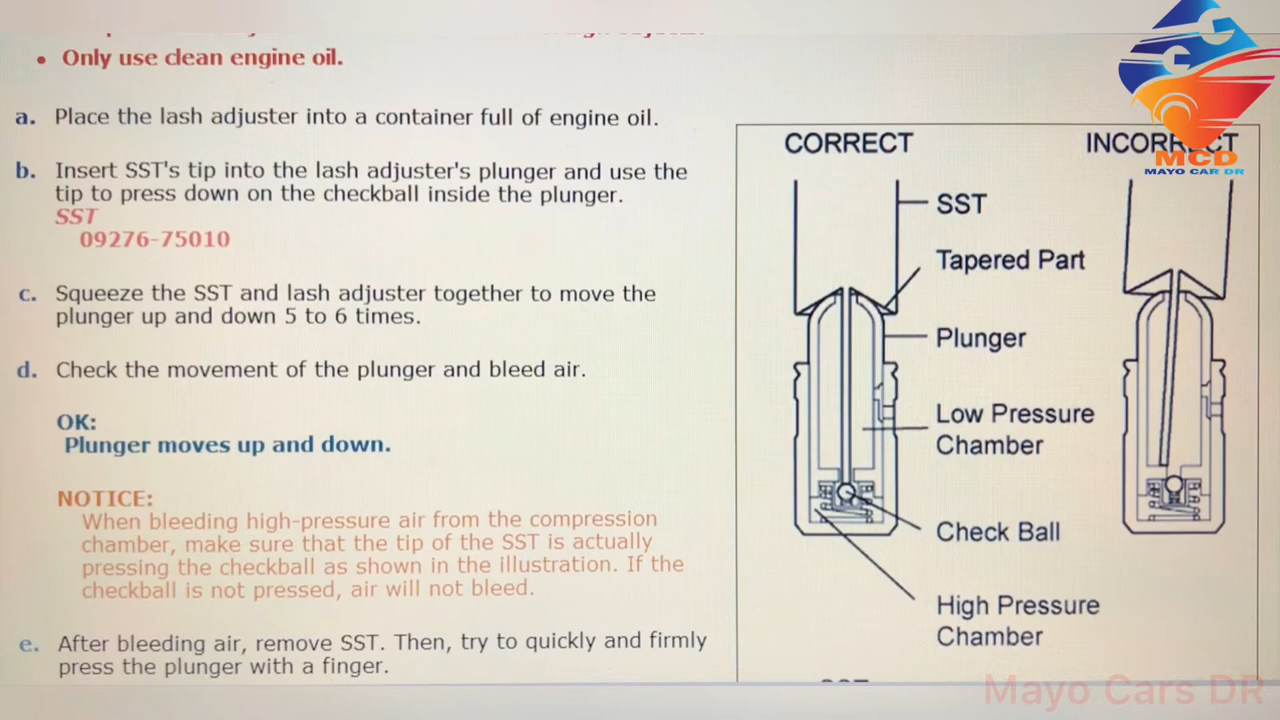 • Only use clean engine oil.
a. Place the lash adjuster into a container full of engine oil.
b. Insert SST's tip into the lash adjuster's plunger and use the
tip to press down on the checkball inside the plunger.
SST
09276-75010
c. Squeeze the SST and lash adjuster together to move the
plunger up and down 5 to 6 times.
d. Check the movement of the plunger and bleed air.
OK:
Plunger moves up and down.
NOTICE:
When bleeding high-pressure air from the compression
chamber, make sure that the tip of the SST is actually
pressing the checkball as shown in the illustration. If the
checkball is not pressed, air will not bleed.
e. After bleeding air, remove SST. Then, try to quickly and firmly
press the plunger with a finger.
CORRECT
INCORRECT
SST
Tapered Part
Plunger
Low Pressure
Chamber
Check Ball
High Pressure
Chamber
MCD
MAYO CAR DR
Mayo Cars DR